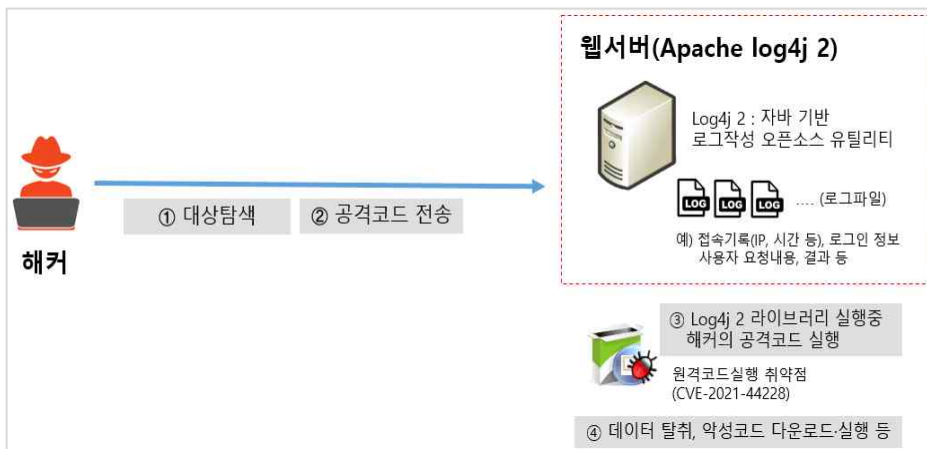 웹서버(Apache log4j 2)
Log4j 2 : 자바 기반
로그작성 오픈소스 유틸리티
LOG LOG LOG .... (로그파일)
예) 접속기록(IP, 시간 등), 로그인 정보
사용자 요청내용, 결과 등
① 대상탐색
② 공격코드 전송
해커
③ Log4j 2 라이브러리 실행중
해커의 공격코드 실행
원격코드실행 취약점
(CVE-2021-44228)
④ 데이터 탈취, 악성코드 다운로드·실행 등